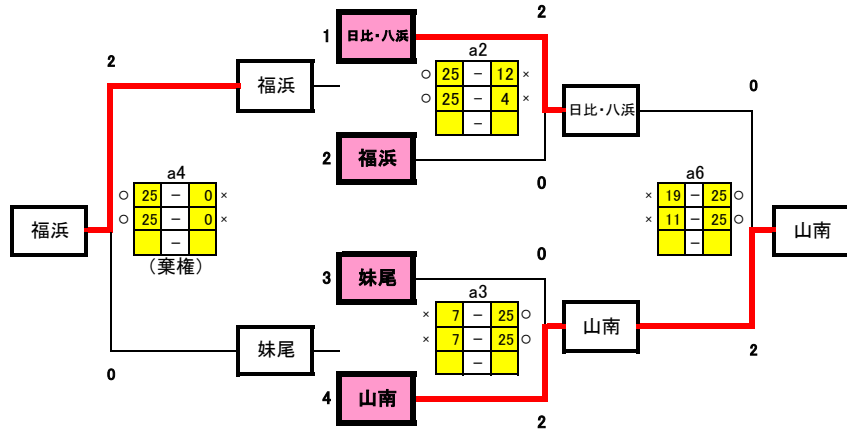 2
1 日比・八浜
a2
2
福浜
○ 25 － 12 ×
○ 25 － 4 ×
－
日比・八浜
0
2 福浜
0
a4
○ 25 － 0 ×
○ 25 － 0 ×
－
(棄権)
福浜
a6
× 19 － 25 ○
× 11 － 25 ○
－
山南
0
3 妹尾
a3
× 7 － 25 ○
× 7 － 25 ○
－
山南
妹尾
0
2
4 山南
2